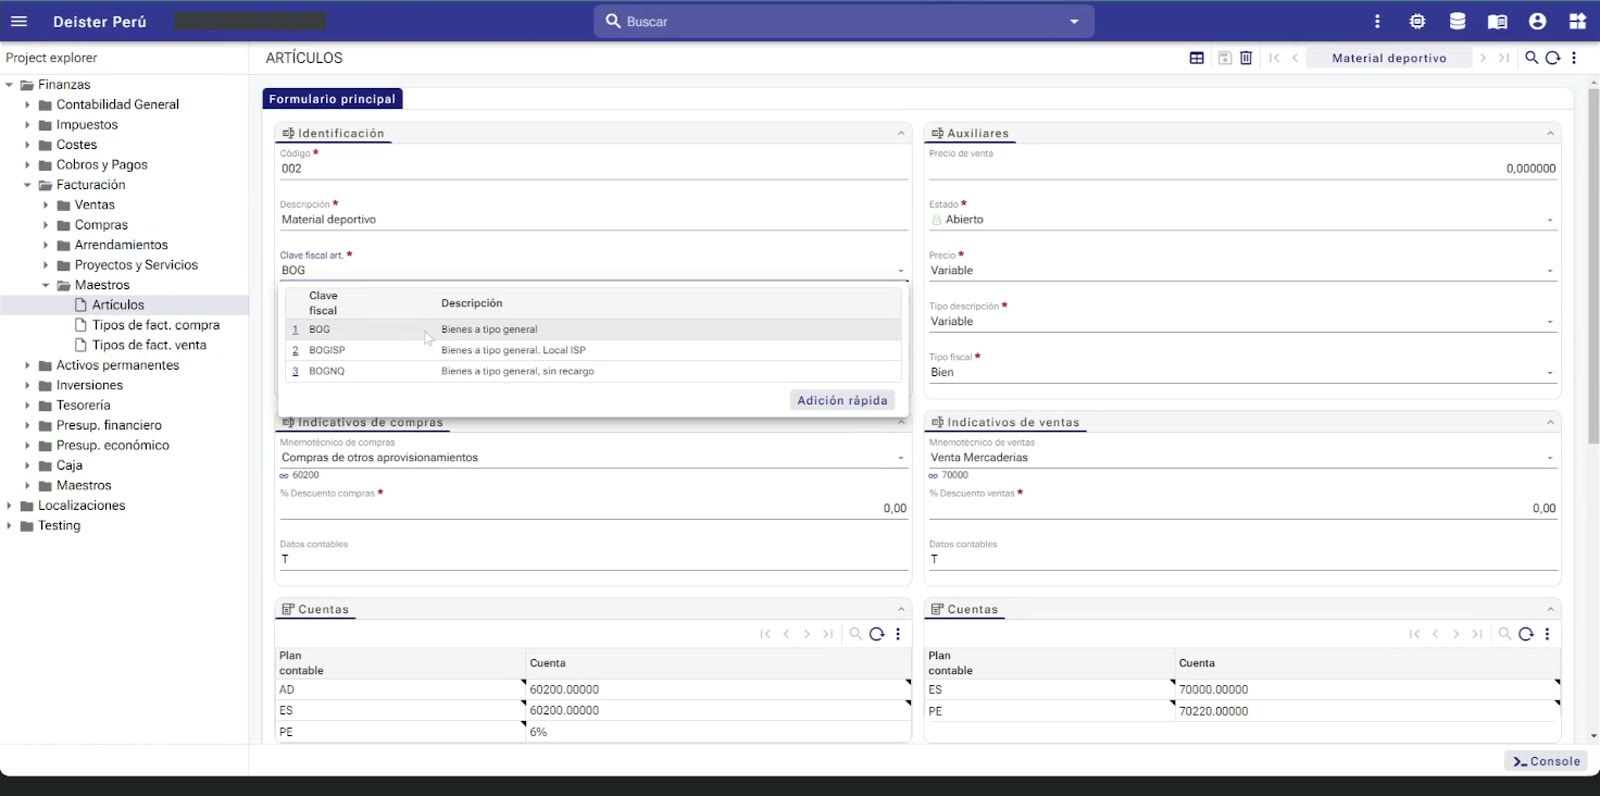 Deister Perú
Buscar
Project explorer
Finanzas
Contabilidad General
Impuestos
Costes
Cobros y Pagos
Facturación
Ventas
Compras
Arrendamientos
Proyectos y Servicios
Maestros
Artículos
Tipos de fact. compra
Tipos de fact. venta
Activos permanentes
Inversiones
Tesorería
Presup. financiero
Presup. económico
Caja
Maestros
Localizaciones
Testing
ARTÍCULOS
Material deportivo
Formulario principal
Identificación
Código *
002
Descripción *
Material deportivo
Clave fiscal art. *
BOG
Clave fiscal Descripción
1 BOG Bienes a tipo general
2 BOGISP Bienes a tipo general. Local ISP
3 BOGNQ Bienes a tipo general, sin recargo
Adición rápida
Auxiliares
Precio de venta
0,000000
Estado *
Abierto
Precio *
Variable
Tipo descripción *
Variable
Tipo fiscal *
Bien
Indicativos de compras
Mnemotécnico de compras
Compras de otros aprovisionamientos
60200
% Descuento compras *
0,00
Datos contables
T
Indicativos de ventas
Mnemotécnico de ventas
Venta Mercaderias
70000
% Descuento ventas *
0,00
Datos contables
T
Cuentas
Plan contable Cuenta
AD 60200.00000
ES 60200.00000
PE 6%
Cuentas
Plan contable Cuenta
ES 70000.00000
PE 70220.00000
Console